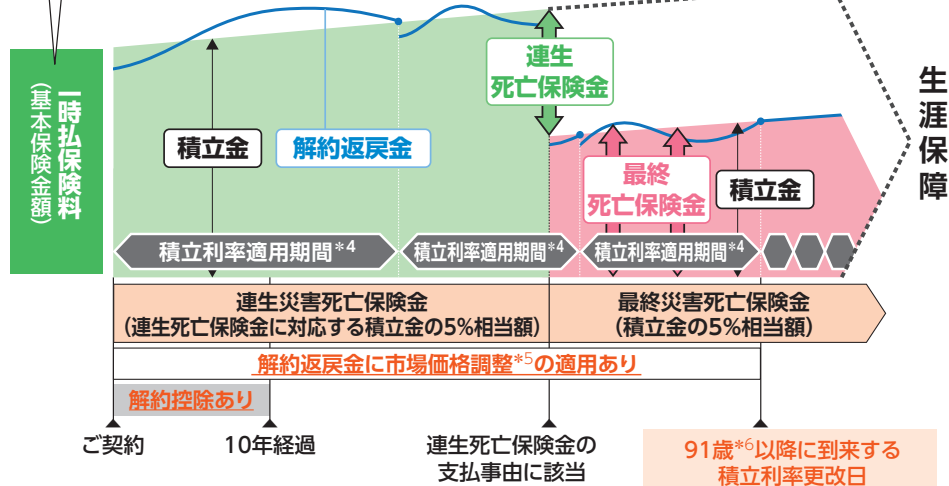 一時払保険料
（基本保険金額）
積立金
解約返戻金
連生
死亡保険金
最終
死亡保険金
積立金
生涯保障
積立利率適用期間*4
積立利率適用期間*4
積立利率適用期間*4
連生災害死亡保険金
（連生死亡保険金に対応する積立金の5%相当額）
最終災害死亡保険金
（積立金の5%相当額）
解約返戻金に市場価格調整*5の適用あり
解約控除あり
ご契約
10年経過
連生死亡保険金の
支払事由に該当
91歳*6以降に到来する
積立利率更改日